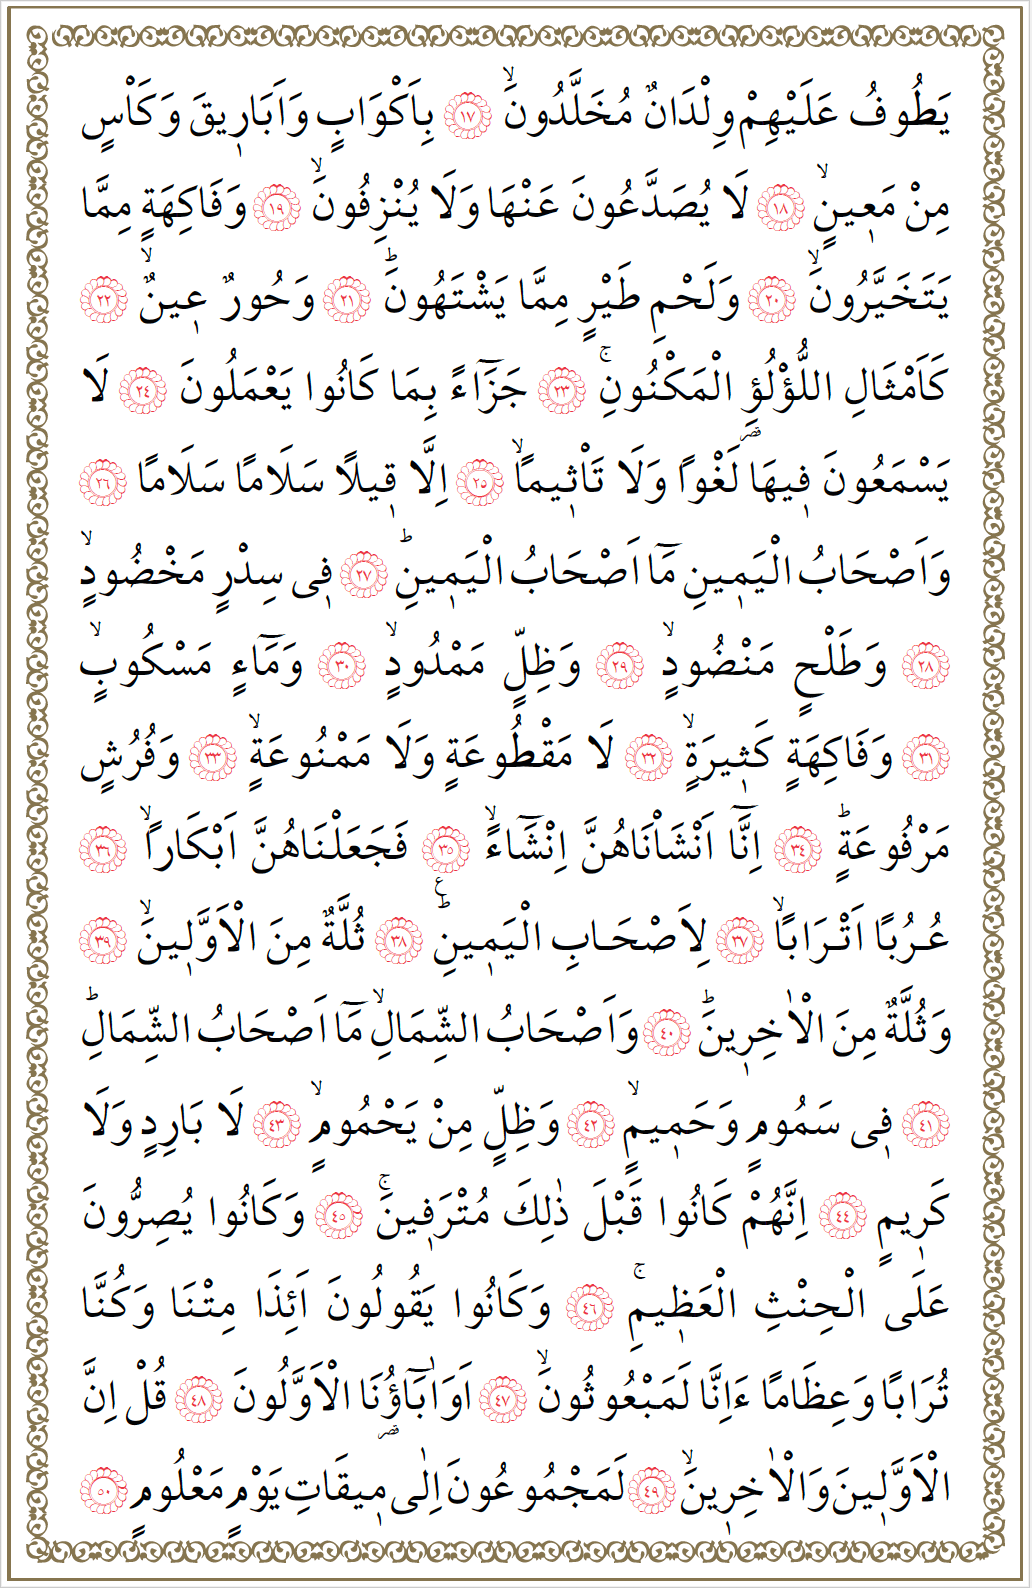 يَطُوفُ عَلَيْهِمْ وِلْدَانٌ مُخَلَّدُونَۙ ﴿١٧﴾ بِاَكْوَابٍ وَاَبَار۪يقَ وَكَاْسٍ
مِنْ مَع۪ينٍۙ ﴿١٨﴾ لَا يُصَدَّعُونَ عَنْهَا وَلَا يُنْزِفُونَۙ ﴿١٩﴾ وَفَاكِهَةٍ مِمَّا
يَتَخَيَّرُونَۙ ﴿٢٠﴾ وَلَحْمِ طَيْرٍ مِمَّا يَشْتَهُونَۜ ﴿٢١﴾ وَحُورٌ ع۪ينٌۙ ﴿٢٢﴾
كَاَمْثَالِ اللُّؤْلُؤِ الْمَكْنُونِۚ ﴿٢٣﴾ جَزَٓاءً بِمَا كَانُوا يَعْمَلُونَ ﴿٢٤﴾ لَا
يَسْمَعُونَ ف۪يهَا لَغْوًا وَلَا تَاْث۪يمًاۙ ﴿٢٥﴾ اِلَّا ق۪يلًا سَلَامًا سَلَامًا ﴿٢٦﴾
وَاَصْحَابُ الْيَم۪ينِ مَٓا اَصْحَابُ الْيَم۪ينِۜ ﴿٢٧﴾ ف۪ى سِدْرٍ مَخْضُودٍۙ
﴿٢٨﴾ وَطَلْحٍ مَنْضُودٍۙ ﴿٢٩﴾ وَظِلٍّ مَمْدُودٍۙ ﴿٣٠﴾ وَمَٓاءٍ مَسْكُوبٍۙ
﴿٣١﴾ وَفَاكِهَةٍ كَث۪يرَةٍۙ ﴿٣٢﴾ لَا مَقْطُوعَةٍ وَلَا مَمْنُوعَةٍۙ ﴿٣٣﴾ وَفُرُشٍ
مَرْفُوعَةٍۜ ﴿٣٤﴾ اِنَّٓا اَنْشَاْنَاهُنَّ اِنْشَٓاءًۙ ﴿٣٥﴾ فَجَعَلْنَاهُنَّ اَبْكَارًاۙ ﴿٣٦﴾
عُرُبًا اَتْرَابًاۙ ﴿٣٧﴾ لِاَصْحَابِ الْيَم۪ينِۜ ﴿٣٨﴾ ثُلَّةٌ مِنَ الْاَوَّل۪ينَۙ ﴿٣٩﴾
وَثُلَّةٌ مِنَ الْاٰخِر۪ينَۜ ﴿٤٠﴾ وَاَصْحَابُ الشِّمَالِۙ مَٓا اَصْحَابُ الشِّمَالِۜ
﴿٤١﴾ ف۪ى سَمُومٍ وَحَم۪يمٍۙ ﴿٤٢﴾ وَظِلٍّ مِنْ يَحْمُومٍۙ ﴿٤٣﴾ لَا بَارِدٍ وَلَا
كَر۪يمٍ ﴿٤٤﴾ اِنَّهُمْ كَانُوا قَبْلَ ذٰلِكَ مُتْرَف۪ينَۚ ﴿٤٥﴾ وَكَانُوا يُصِرُّونَ
عَلَى الْحِنْثِ الْعَظ۪يمِۚ ﴿٤٦﴾ وَكَانُوا يَقُولُونَ اَئِذَا مِتْنَا وَكُنَّا
تُرَابًا وَعِظَامًا ءَاِنَّا لَمَبْعُوثُونَۙ ﴿٤٧﴾ اَوَاٰبَٓاؤُ۬نَا الْاَوَّلُونَ ﴿٤٨﴾ قُلْ اِنَّ
الْاَوَّل۪ينَ وَالْاٰخِر۪ينَۙ ﴿٤٩﴾ لَمَجْمُوعُونَ اِلٰى م۪يقَاتِ يَوْمٍ مَعْلُومٍ ﴿٥٠﴾